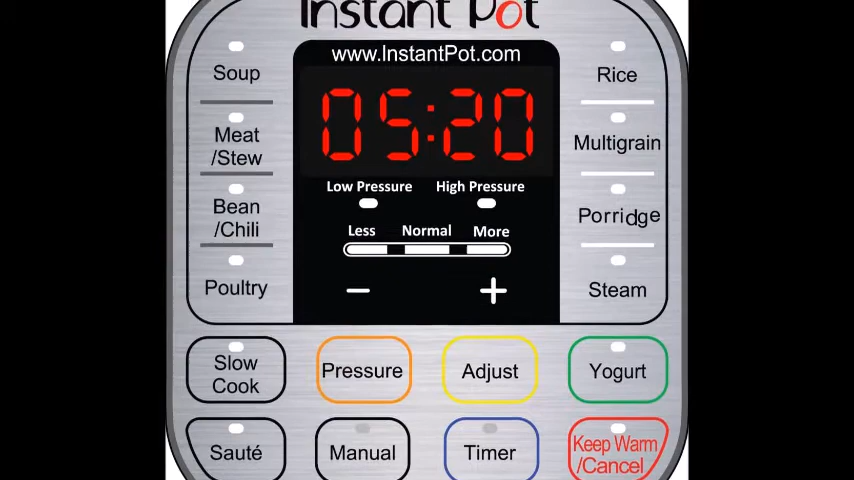 Instant Pot
www.InstantPot.com
05:20
Low Pressure High Pressure
Less Normal More
− +
Soup
Meat
/Stew
Bean
/Chili
Poultry
Rice
Multigrain
Porridge
Steam
Slow
Cook
Pressure
Adjust
Yogurt
Sauté
Manual
Timer
Keep Warm
/Cancel